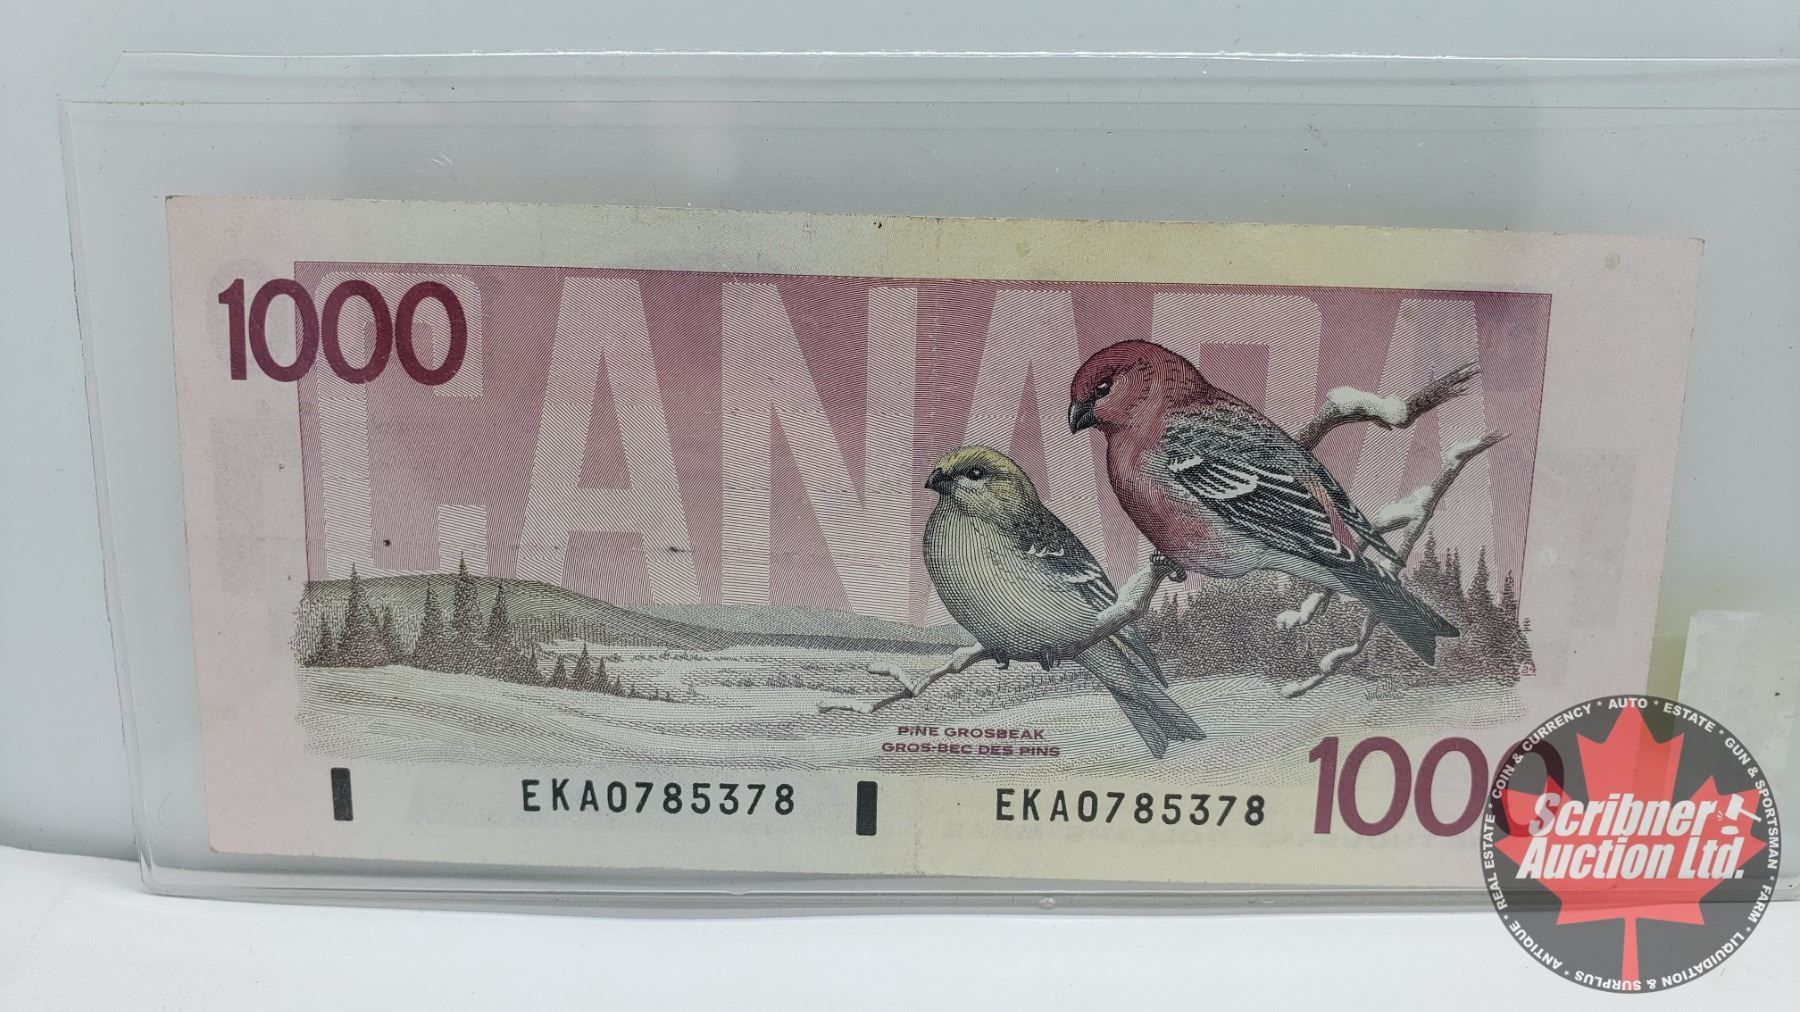 1000
CANADA
PINE GROSBEAK
GROS-BEC DES PINS
EKA0785378
EKA0785378
1000
Scribner
Auction Ltd.
COIN & CURRENCY * AUTO * ESTATE * GUN & SPORTSMAN * FARM * LIQUIDATION & SURPLUS * ANTIQUE * REAL ESTATE *